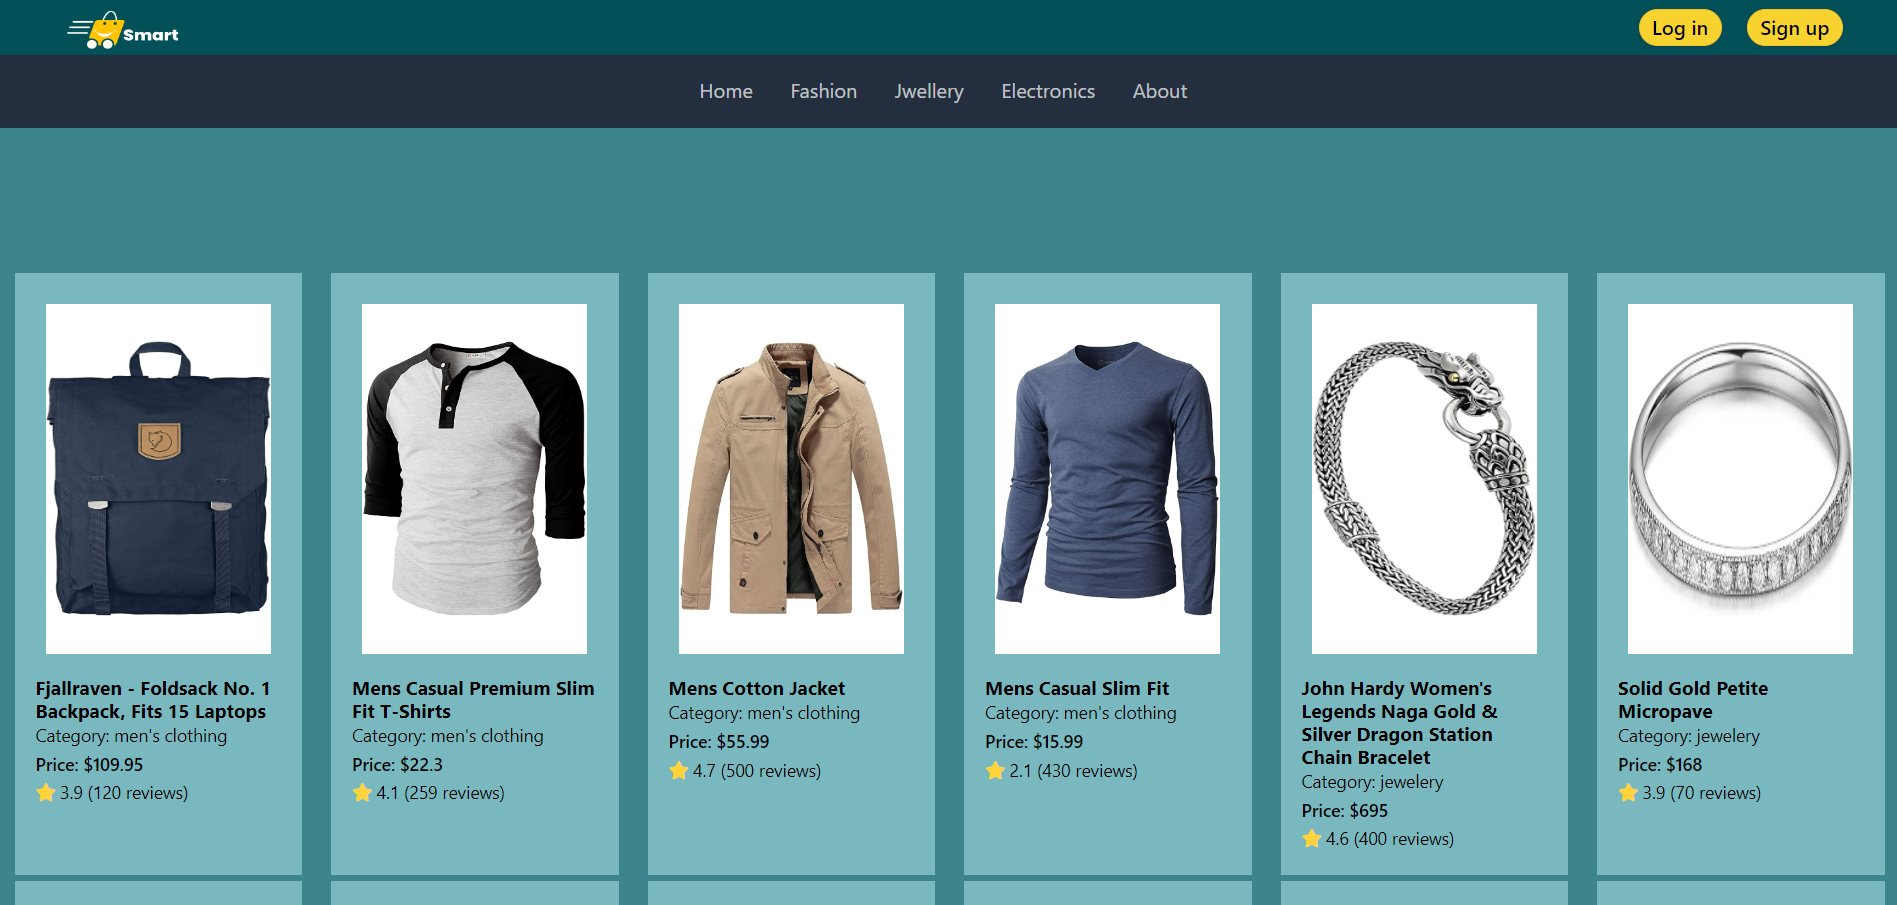 Smart
Log in
Sign up
Home
Fashion
Jwellery
Electronics
About
Fjallraven - Foldsack No. 1
Backpack, Fits 15 Laptops
Category: men's clothing
Price: $109.95
3.9 (120 reviews)
Mens Casual Premium Slim
Fit T-Shirts
Category: men's clothing
Price: $22.3
4.1 (259 reviews)
Mens Cotton Jacket
Category: men's clothing
Price: $55.99
4.7 (500 reviews)
Mens Casual Slim Fit
Category: men's clothing
Price: $15.99
2.1 (430 reviews)
John Hardy Women's
Legends Naga Gold &
Silver Dragon Station
Chain Bracelet
Category: jewelery
Price: $695
4.6 (400 reviews)
Solid Gold Petite
Micropave
Category: jewelery
Price: $168
3.9 (70 reviews)